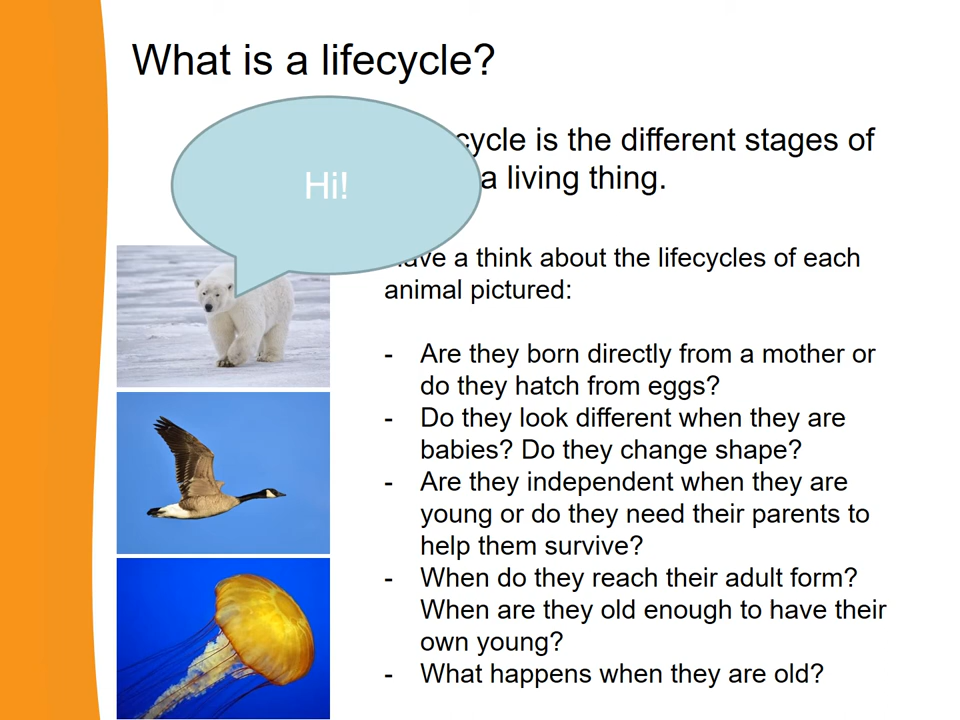 What is a lifecycle?
cycle is the different stages of
a living thing.
Hi!
have a think about the lifecycles of each
animal pictured:
- Are they born directly from a mother or
do they hatch from eggs?
- Do they look different when they are
babies? Do they change shape?
- Are they independent when they are
young or do they need their parents to
help them survive?
- When do they reach their adult form?
When are they old enough to have their
own young?
- What happens when they are old?